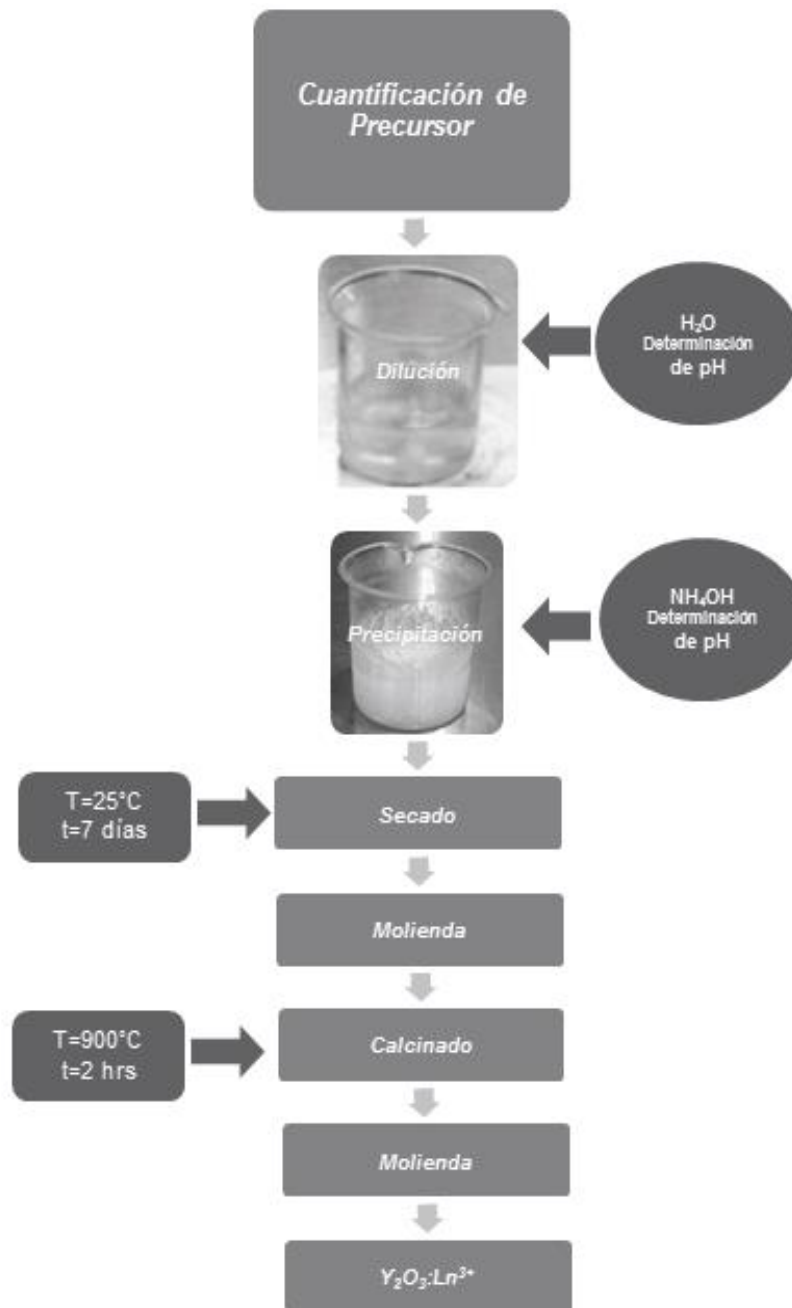 Cuantificación de
Precursor
H₂O
Determinación
de pH
Dilución
NH₄OH
Determinación
de pH
Precipitación
T=25°C
t=7 días
Secado
Molienda
T=900°C
t=2 hrs
Calcinado
Molienda
Y₂O₃:Ln³⁺